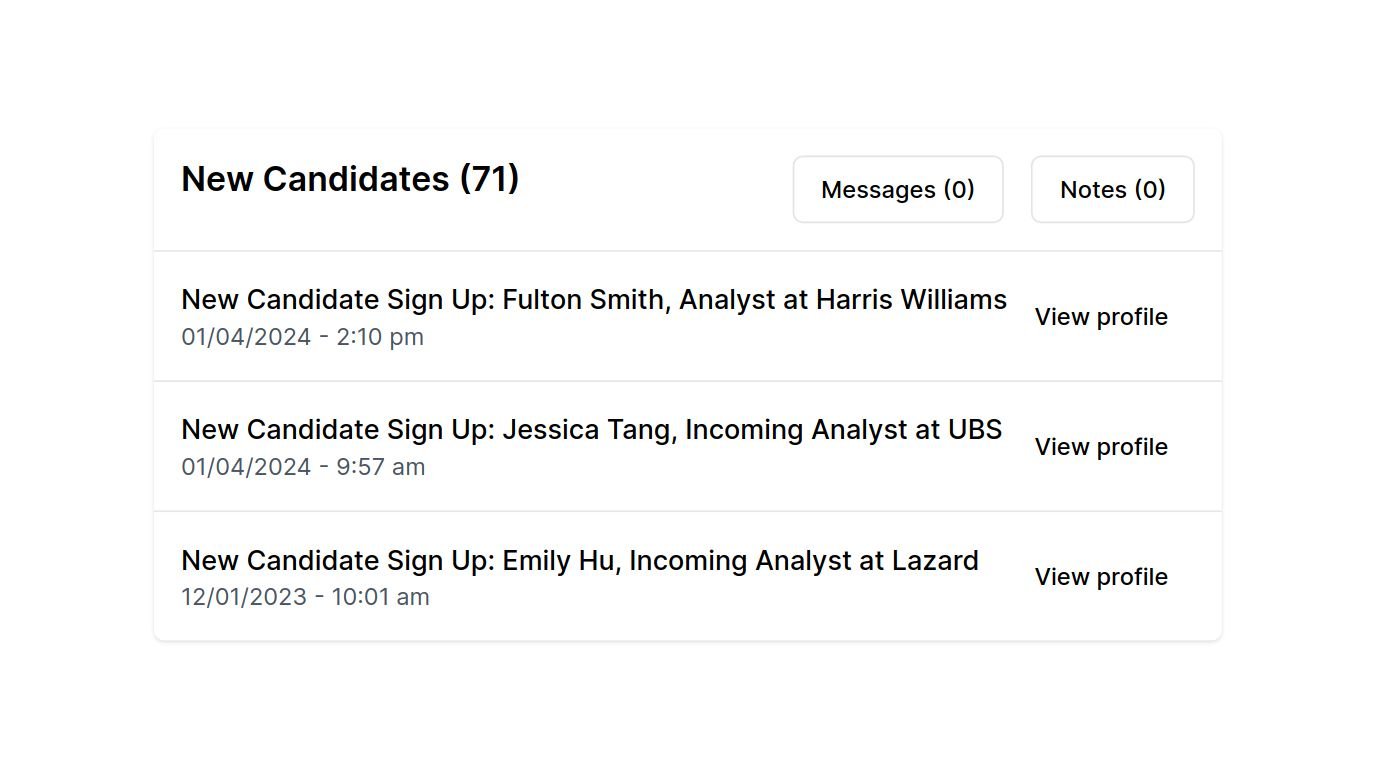 New Candidates (71)
Messages (0)
Notes (0)
New Candidate Sign Up: Fulton Smith, Analyst at Harris Williams
01/04/2024 - 2:10 pm
View profile
New Candidate Sign Up: Jessica Tang, Incoming Analyst at UBS
01/04/2024 - 9:57 am
View profile
New Candidate Sign Up: Emily Hu, Incoming Analyst at Lazard
12/01/2023 - 10:01 am
View profile